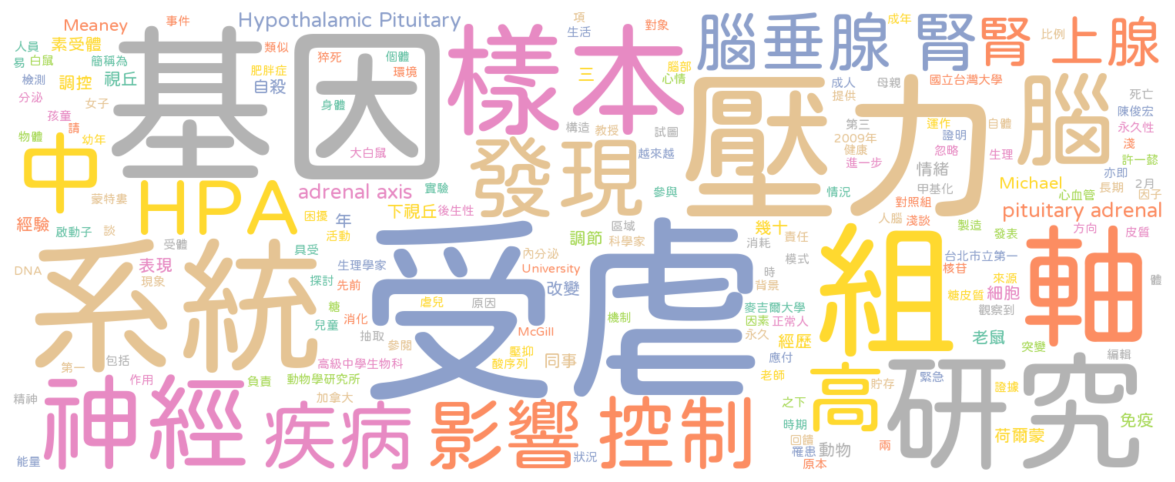 Meaney
事件
Hypothalamic Pituitary
人員
素受體
類似
易
白鼠
簡稱為
檢測
調控
視丘
分泌
女子
孩童
請
物體
幼年
基因
猝死
個體
肥胖症
環境
自殺
身體
大白鼠
樣本
對象
項
生活
三
腦部
心情
腦垂腺
腎
腎上腺
成年
比例
成人
提供
母親
國立台灣大學
死亡
陳俊宏
永久性
淺
許一懿
構造
教授
試圖
越來越
第三
2009年
健康
進一步
運作
證明
忽略
自體
生理
腦
中
蒙特婁
HPA
adrenal axis
實驗
發現
參與
壓力
情況
情緒
甲基化
對照組
人腦
淺談
Michael
心血管
亦即
長期
2月
因子
pituitary adrenal
經驗
啟動子
談
受體
困擾
年
下視丘
後生性
活動
具受
區域
調節
科學家
幾十
責任
消耗
模式
製造
發表
方向
皮質
DNA
表現
現象
生理學家
探討
先前
內分泌
University
改變
時
背景
台北市立第一
核苷
來源
糖皮質
細胞
觀察到
體
系統
糖
兒童
消化
抽取
虐兒
原因
受虐
McGill
機制
麥吉爾大學
因素
正常人
永久
經歷
組
軸
老鼠
突變
編輯
第一
包括
參閱
高級中學生物科
壓抑
酸序列
同事
應付
老師
作用
負責
動物學研究所
加拿大
高
貯存
緊急
證據
精神
神經
疾病
影響
控制
之下
時期
回饋
罹患
原本
動物
兩
研究
荷爾蒙
免疫
能量
狀況